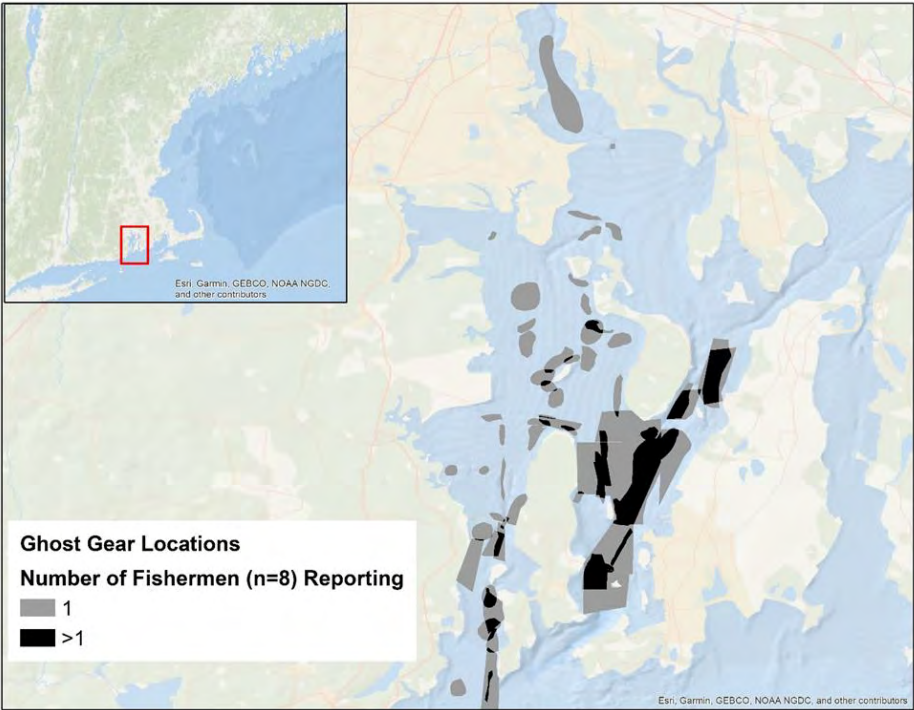 Esri, Garmin, GEBCO, NOAA NGDC,
and other contributors
Ghost Gear Locations
Number of Fishermen (n=8) Reporting
1
>1
Esri, Garmin, GEBCO, NOAA NGDC, and other contributors